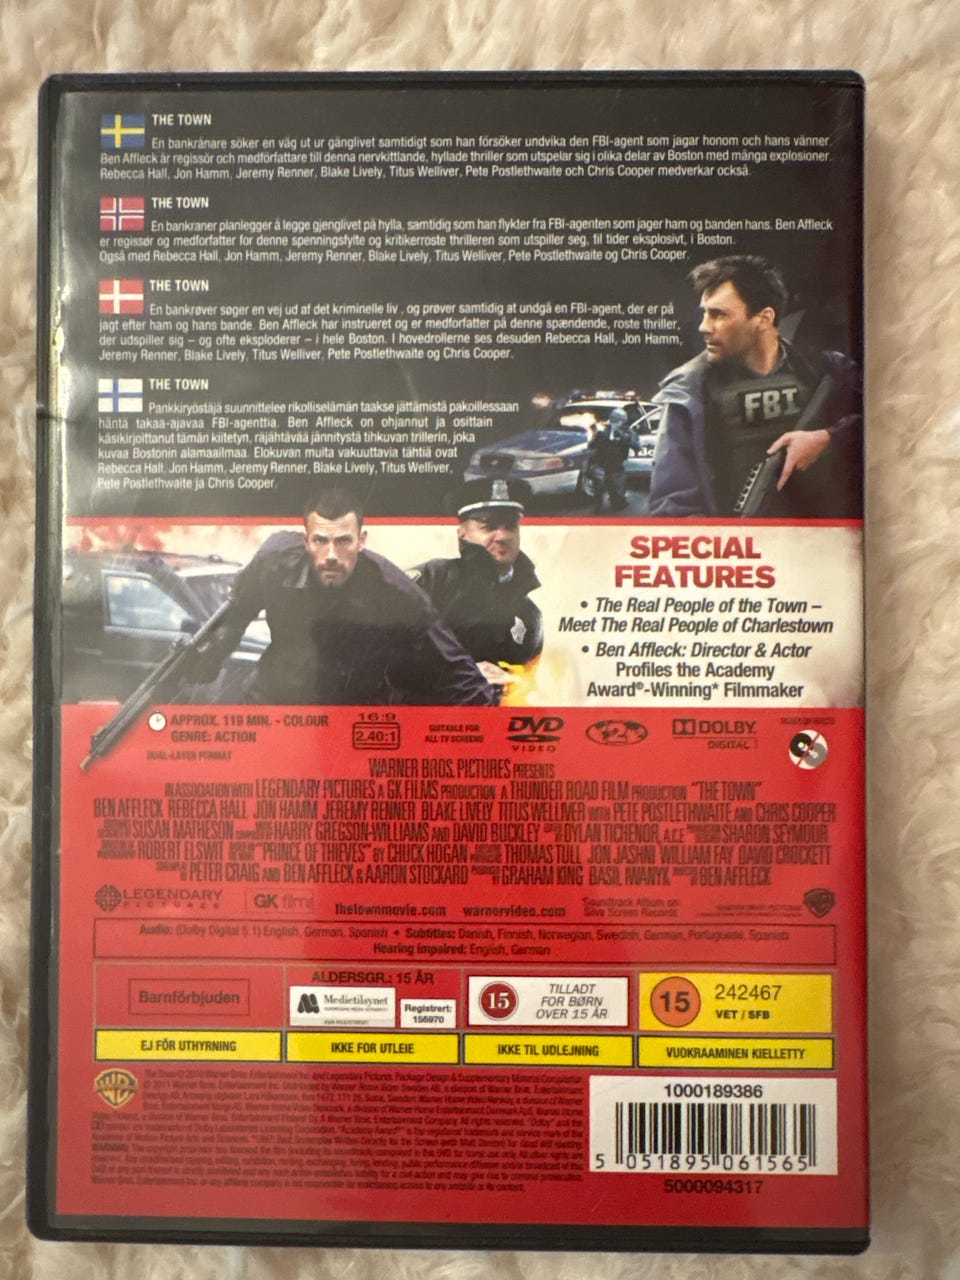 THE TOWN
En bankrånare söker en väg ut ur gänglivet samtidigt som han försöker undvika den FBI-agent som jagar honom och hans vänner.
Ben Affleck är regissör och medförfattare till denna nervkittlande, hyllade thriller som utspelar sig i olika delar av Boston med många explosioner.
Rebecca Hall, Jon Hamm, Jeremy Renner, Blake Lively, Titus Welliver, Pete Postlethwaite och Chris Cooper medverkar också.
THE TOWN
En bankraner planlegger å legge gjenglivet på hylla, samtidig som han flykter fra FBI-agenten som jager ham og banden hans. Ben Affleck
er regissør og medforfatter for denne spenningsfylte og kritikerroste thrilleren som utspiller seg, til tider eksplosivt, i Boston.
Også med Rebecca Hall, Jon Hamm, Jeremy Renner, Blake Lively, Titus Welliver, Pete Postlethwaite og Chris Cooper.
THE TOWN
En bankrøver søger en vej ud af det kriminelle liv , og prøver samtidig at undgå en FBI-agent, der er på
jagt efter ham og hans bande. Ben Affleck har instrueret og er medforfatter på denne spændende, roste thriller,
der udspiller sig – og ofte eksploderer – i hele Boston. I hovedrollerne ses desuden Rebecca Hall, Jon Hamm,
Jeremy Renner, Blake Lively, Titus Welliver, Pete Postlethwaite og Chris Cooper.
THE TOWN
Pankkiryöstäjä suunnittelee rikolliselämän taakse jättämistä pakoillessaan
häntä takaa-ajavaa FBI-agenttia. Ben Affleck on ohjannut ja osittain
käsikirjoittanut tämän kiitetyn, räjähtävää jännitystä tihkuvan trillerin, joka
kuvaa Bostonin alamaailmaa. Elokuvan muita vakuuttavia tähtiä ovat
Rebecca Hall, Jon Hamm, Jeremy Renner, Blake Lively, Titus Welliver,
Pete Postlethwaite ja Chris Cooper.
FBI
SPECIAL
FEATURES
• The Real People of the Town –
Meet The Real People of Charlestown
• Ben Affleck: Director & Actor
Profiles the Academy
Award®-Winning* Filmmaker
APPROX. 119 MIN. - COLOUR
GENRE: ACTION
DUAL-LAYER FORMAT
16:9
2.40:1
SUITABLE FOR
ALL TV SCREENS
DVD
VIDEO
2
DOLBY
DIGITAL
WARNER BROS. PICTURES PRESENTS
IN ASSOCIATION WITH LEGENDARY PICTURES A GK FILMS PRODUCTION A THUNDER ROAD FILM PRODUCTION "THE TOWN"
BEN AFFLECK REBECCA HALL JON HAMM JEREMY RENNER BLAKE LIVELY TITUS WELLIVER WITH PETE POSTLETHWAITE AND CHRIS COOPER
SUSAN MATHESON HARRY GREGSON-WILLIAMS AND DAVID BUCKLEY DYLAN TICHENOR, A.C.E. SHARON SEYMOUR
ROBERT ELSWIT "PRINCE OF THIEVES" BY CHUCK HOGAN THOMAS TULL JON JASHNI WILLIAM FAY DAVID CROCKETT
PETER CRAIG AND BEN AFFLECK & AARON STOCKARD GRAHAM KING BASIL IWANYK BEN AFFLECK
LEGENDARY
PICTURES
GK films
thetownmovie.com warnervideo.com
Soundtrack Album on
Silva Screen Records
Audio: (Dolby Digital 5.1) English, German, Spanish • Subtitles: Danish, Finnish, Norwegian, Swedish, German, Portuguese, Spanish
Hearing impaired: English, German
Barnförbjuden
ALDERSGR.: 15 ÅR
Medietilsynet
Registrert:
155970
15
TILLADT
FOR BØRN
OVER 15 ÅR
15
242467
VET / SFB
EJ FÖR UTHYRNING
IKKE FOR UTLEIE
IKKE TIL UDLEJNING
VUOKRAAMINEN KIELLETTY
WB
1000189386
5 051895 061565
5000094317